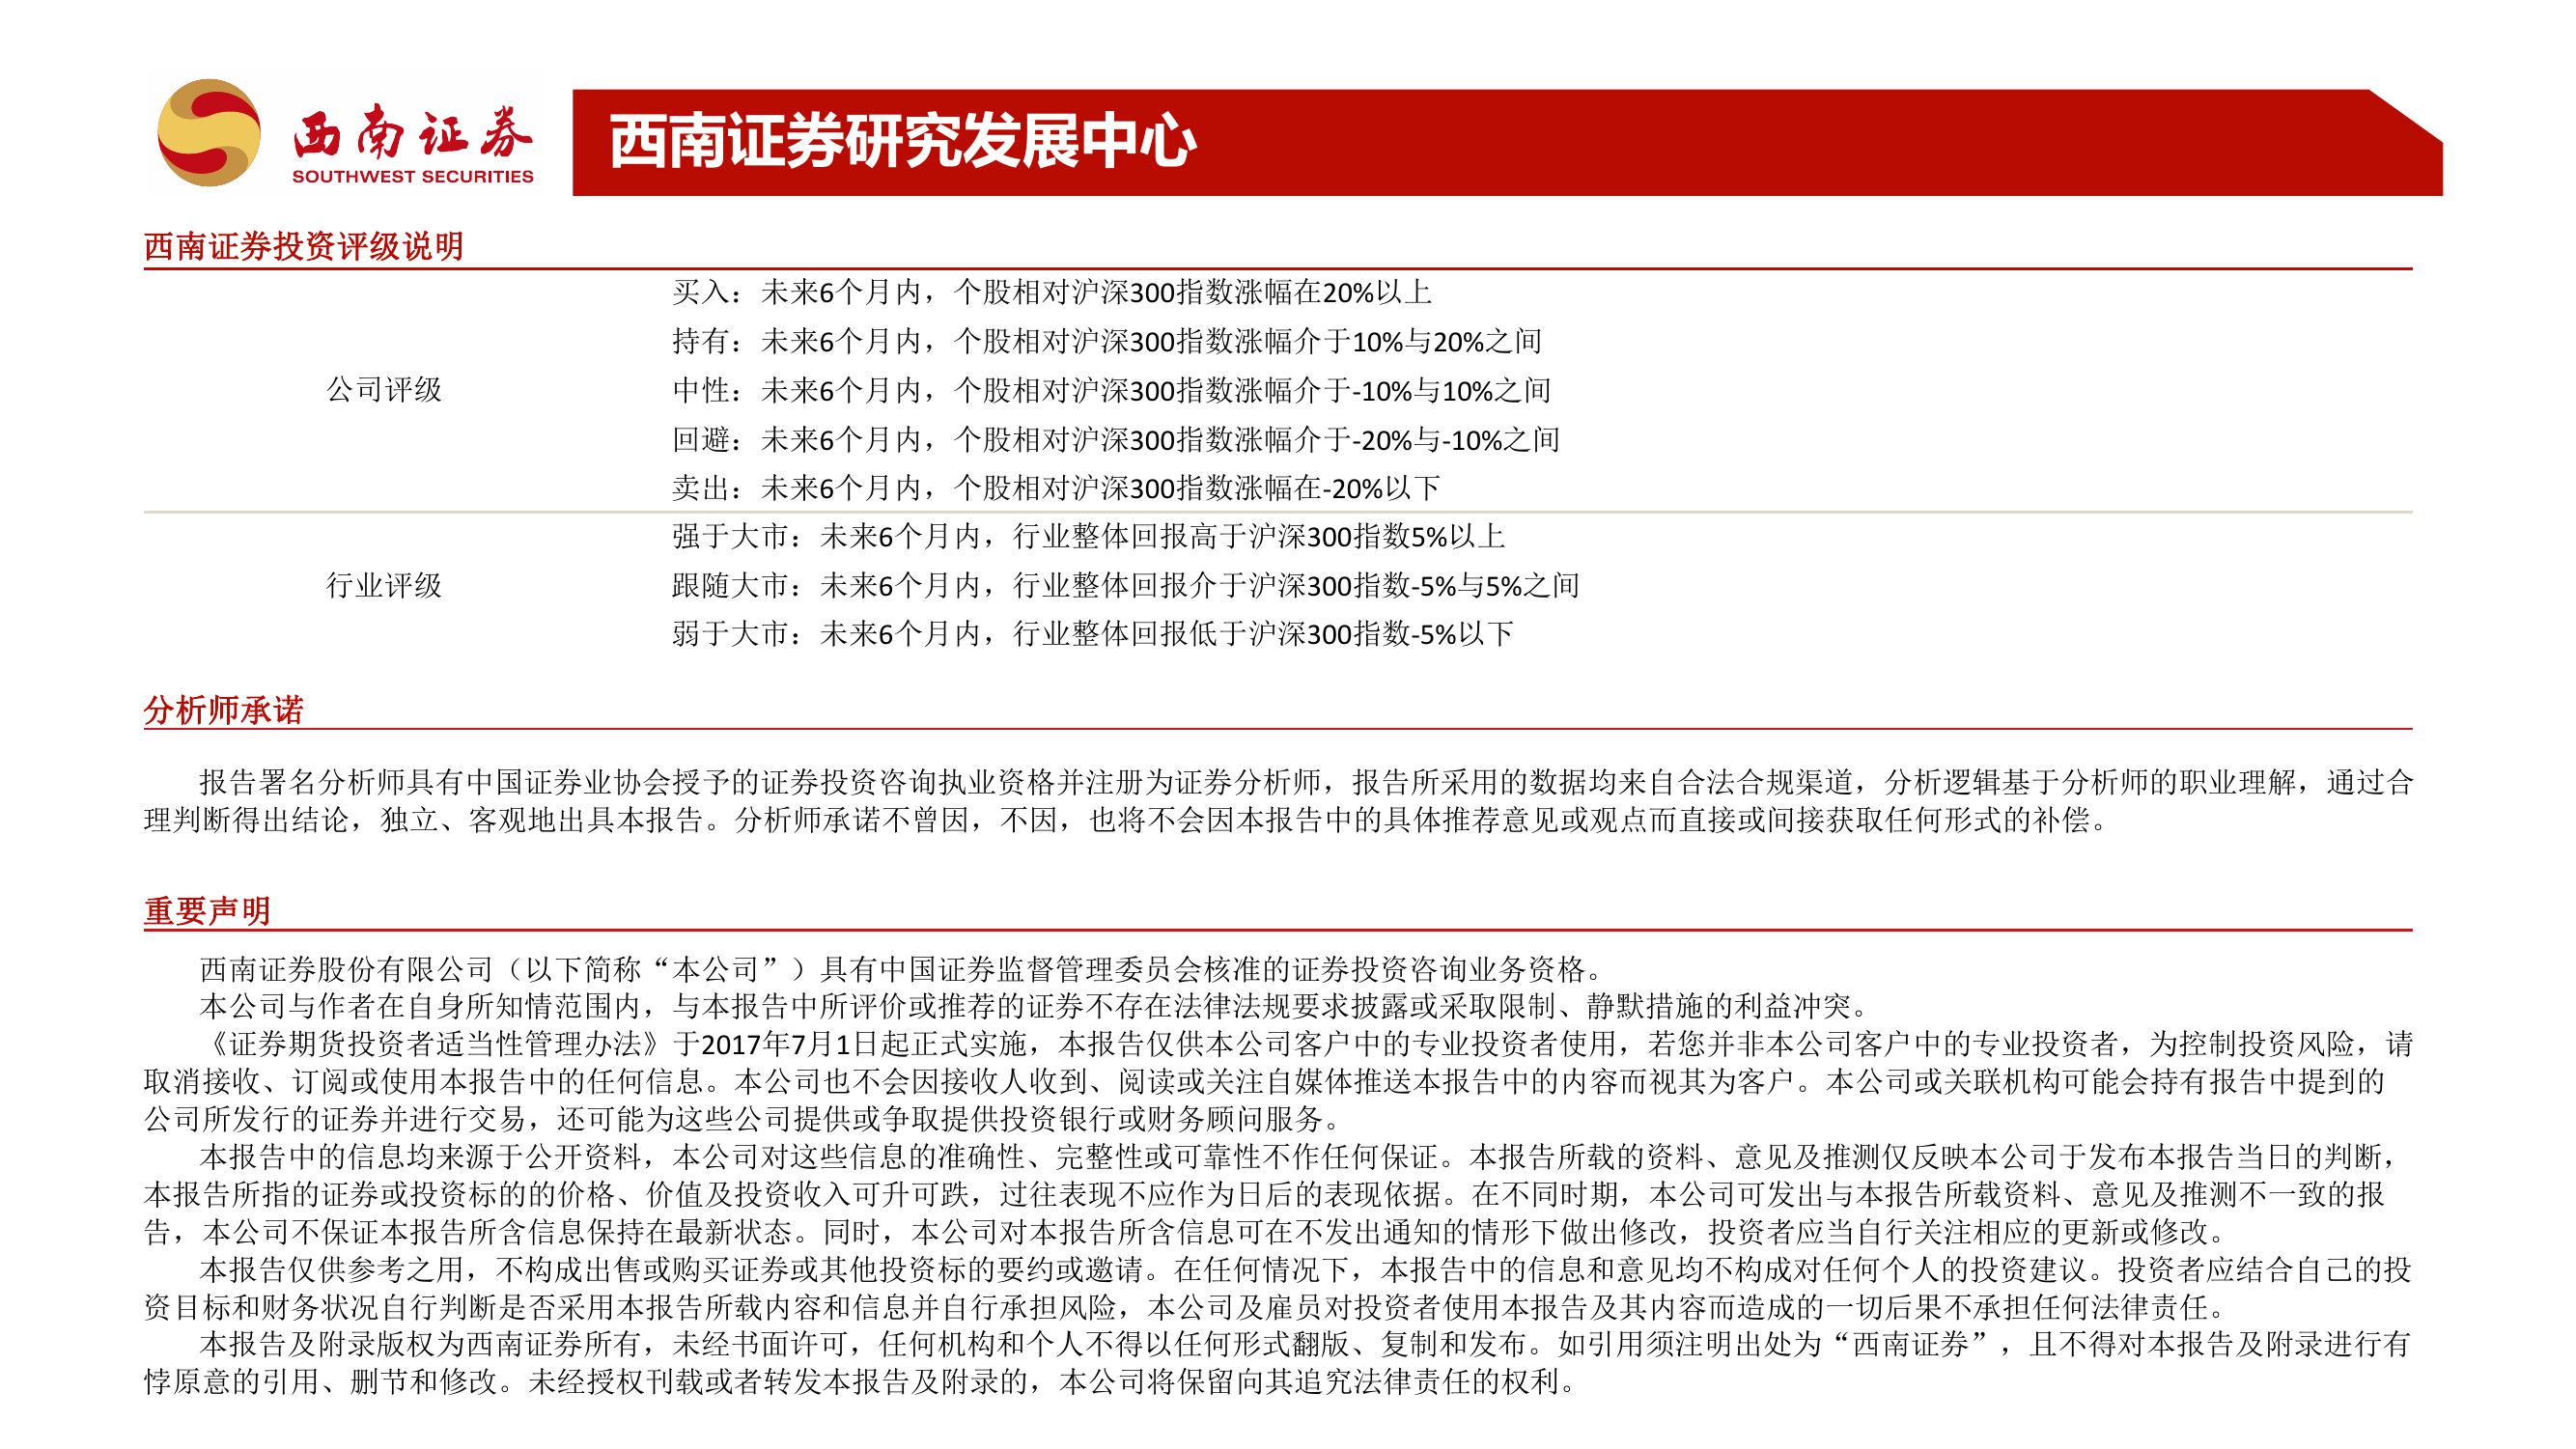 西南证券
SOUTHWEST SECURITIES
西南证券研究发展中心
西南证券投资评级说明
公司评级
买入：未来6个月内，个股相对沪深300指数涨幅在20%以上
持有：未来6个月内，个股相对沪深300指数涨幅介于10%与20%之间
中性：未来6个月内，个股相对沪深300指数涨幅介于-10%与10%之间
回避：未来6个月内，个股相对沪深300指数涨幅介于-20%与-10%之间
卖出：未来6个月内，个股相对沪深300指数涨幅在-20%以下
行业评级
强于大市：未来6个月内，行业整体回报高于沪深300指数5%以上
跟随大市：未来6个月内，行业整体回报介于沪深300指数-5%与5%之间
弱于大市：未来6个月内，行业整体回报低于沪深300指数-5%以下
分析师承诺
报告署名分析师具有中国证券业协会授予的证券投资咨询执业资格并注册为证券分析师，报告所采用的数据均来自合法合规渠道，分析逻辑基于分析师的职业理解，通过合
理判断得出结论，独立、客观地出具本报告。分析师承诺不曾因，不因，也将不会因本报告中的具体推荐意见或观点而直接或间接获取任何形式的补偿。
重要声明
西南证券股份有限公司（以下简称“本公司”）具有中国证券监督管理委员会核准的证券投资咨询业务资格。
本公司与作者在自身所知情范围内，与本报告中所评价或推荐的证券不存在法律法规要求披露或采取限制、静默措施的利益冲突。
《证券期货投资者适当性管理办法》于2017年7月1日起正式实施，本报告仅供本公司客户中的专业投资者使用，若您并非本公司客户中的专业投资者，为控制投资风险，请
取消接收、订阅或使用本报告中的任何信息。本公司也不会因接收人收到、阅读或关注自媒体推送本报告中的内容而视其为客户。本公司或关联机构可能会持有报告中提到的
公司所发行的证券并进行交易，还可能为这些公司提供或争取提供投资银行或财务顾问服务。
本报告中的信息均来源于公开资料，本公司对这些信息的准确性、完整性或可靠性不作任何保证。本报告所载的资料、意见及推测仅反映本公司于发布本报告当日的判断，
本报告所指的证券或投资标的的价格、价值及投资收入可升可跌，过往表现不应作为日后的表现依据。在不同时期，本公司可发出与本报告所载资料、意见及推测不一致的报
告，本公司不保证本报告所含信息保持在最新状态。同时，本公司对本报告所含信息可在不发出通知的情形下做出修改，投资者应当自行关注相应的更新或修改。
本报告仅供参考之用，不构成出售或购买证券或其他投资标的要约或邀请。在任何情况下，本报告中的信息和意见均不构成对任何个人的投资建议。投资者应结合自己的投
资目标和财务状况自行判断是否采用本报告所载内容和信息并自行承担风险，本公司及雇员对投资者使用本报告及其内容而造成的一切后果不承担任何法律责任。
本报告及附录版权为西南证券所有，未经书面许可，任何机构和个人不得以任何形式翻版、复制和发布。如引用须注明出处为“西南证券”，且不得对本报告及附录进行有
悖原意的引用、删节和修改。未经授权刊载或者转发本报告及附录的，本公司将保留向其追究法律责任的权利。